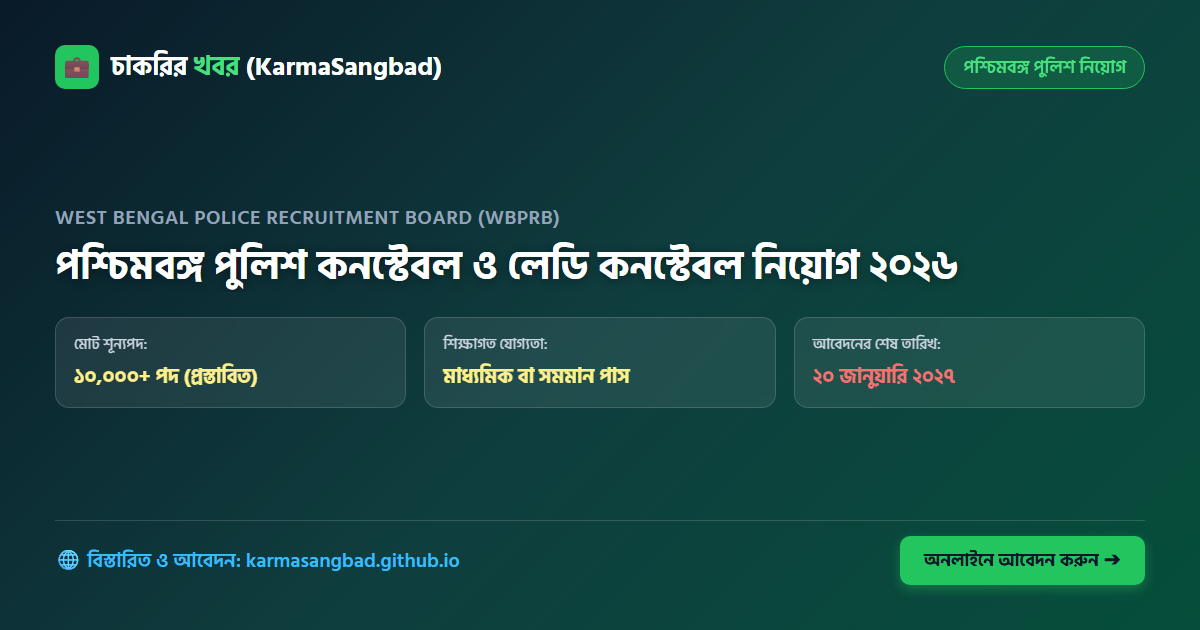 চাকরির খবর (KarmaSangbad)
পশ্চিমবঙ্গ পুলিশ নিয়োগ
WEST BENGAL POLICE RECRUITMENT BOARD (WBPRB)
পশ্চিমবঙ্গ পুলিশ কনস্টেবল ও লেডি কনস্টেবল নিয়োগ ২০২৬
মোট শূন্যপদ:
১০,০০০+ পদ (প্রস্তাবিত)
শিক্ষাগত যোগ্যতা:
মাধ্যমিক বা সমমান পাস
আবেদনের শেষ তারিখ:
২০ জানুয়ারি ২০২৭
বিস্তারিত ও আবেদন: karmasangbad.github.io
অনলাইনে আবেদন করুন ➔